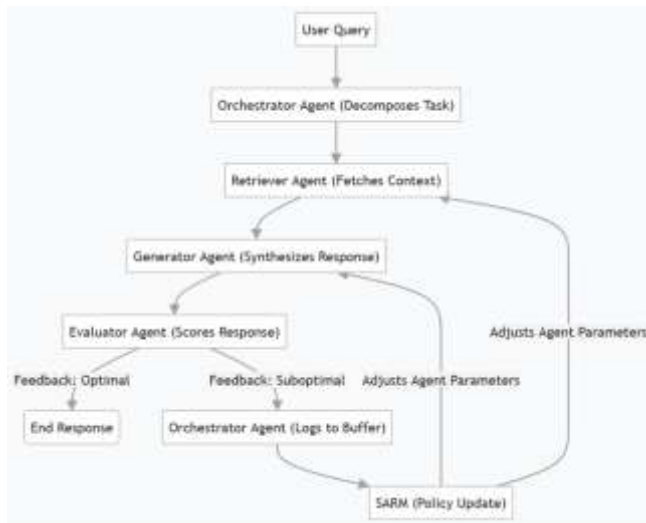 User Query
Orchestrator Agent (Decomposes Task)
Retriever Agent (Fetches Context)
Generator Agent (Synthesizes Response)
Evaluator Agent (Scores Response)
Adjusts Agent Parameters
Feedback: Optimal
Feedback: Suboptimal
Adjusts Agent Parameters
End Response
Orchestrator Agent (Logs to Buffer)
SARM (Policy Update)